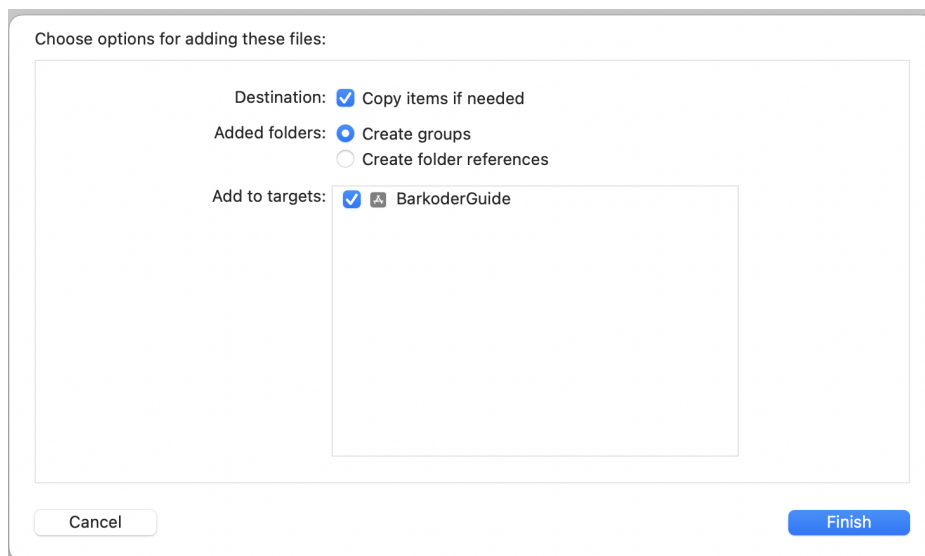 Choose options for adding these files:
Destination: Copy items if needed
Added folders: Create groups
Create folder references
Add to targets: BarkoderGuide
Cancel Finish